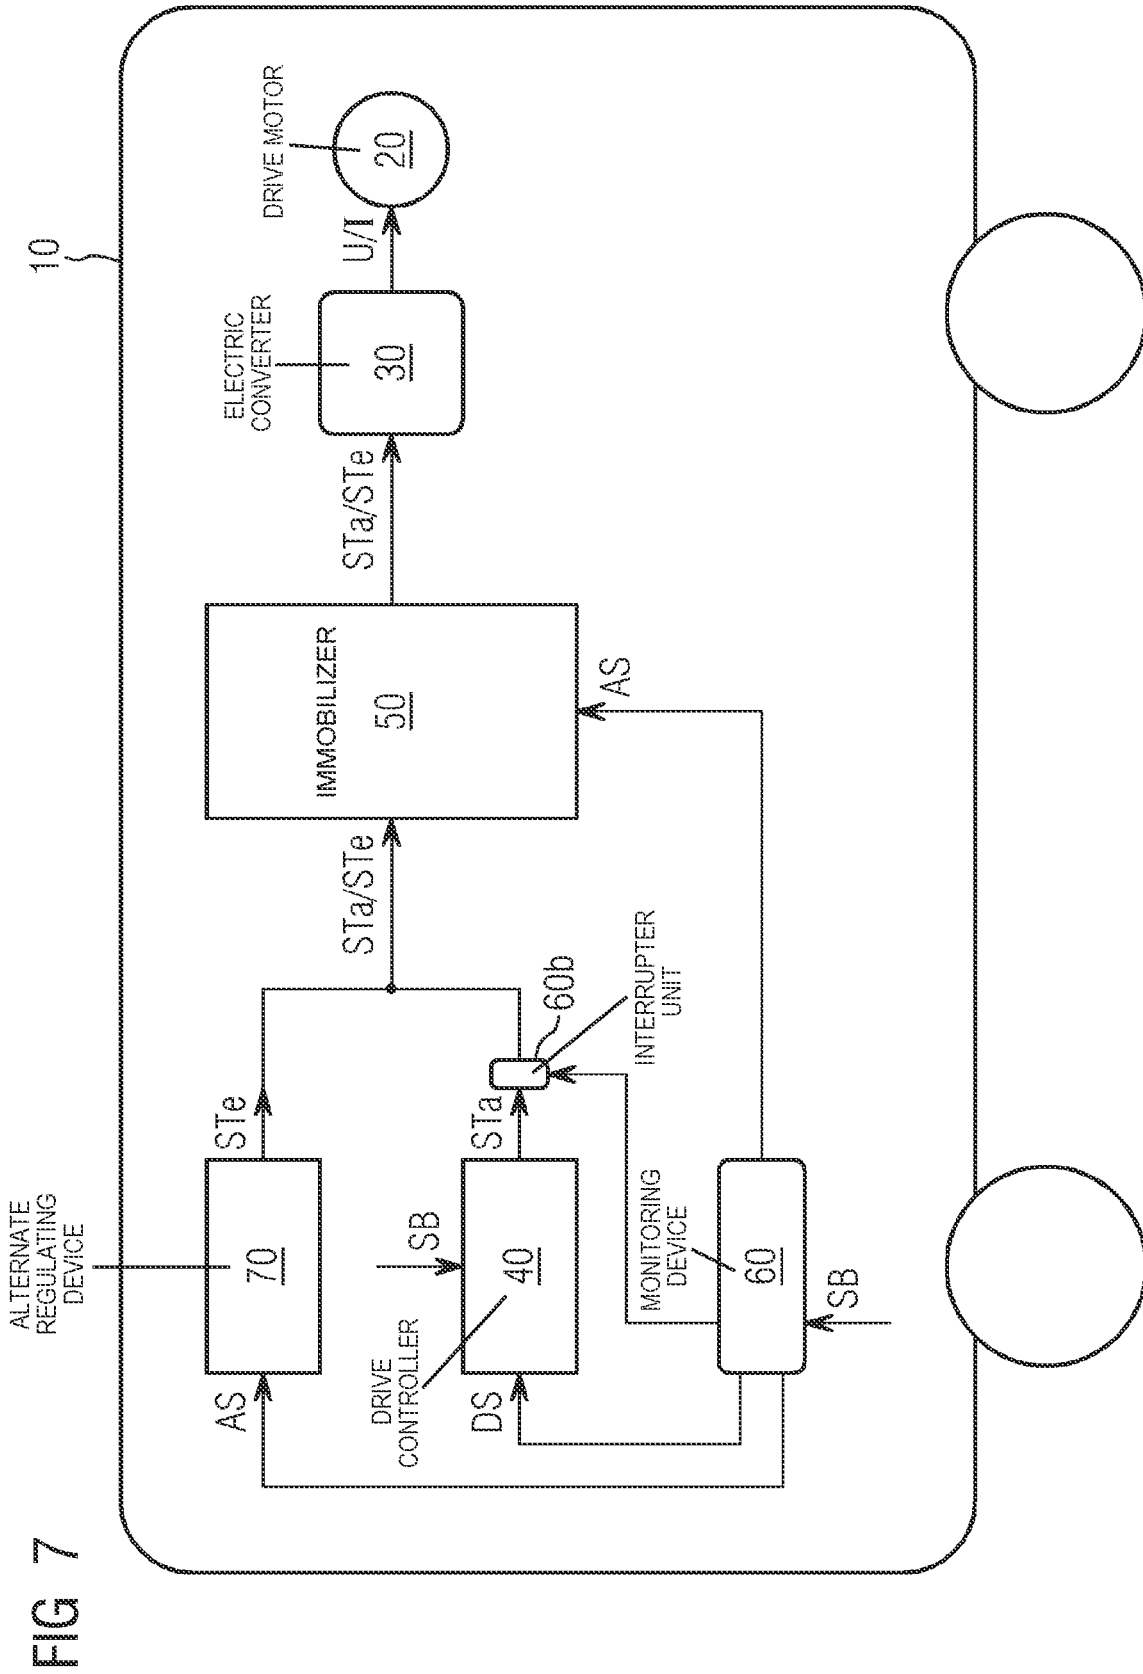 FIG 7
10
ALTERNATE
REGULATING
DEVICE
AS
70
STe
SB
DRIVE
CONTROLLER
DS
40
STa
60b
INTERRUPTER
UNIT
MONITORING
DEVICE
60
SB
STa/STe
IMMOBILIZER
50
AS
STa/STe
ELECTRIC
CONVERTER
30
U/I
DRIVE MOTOR
20